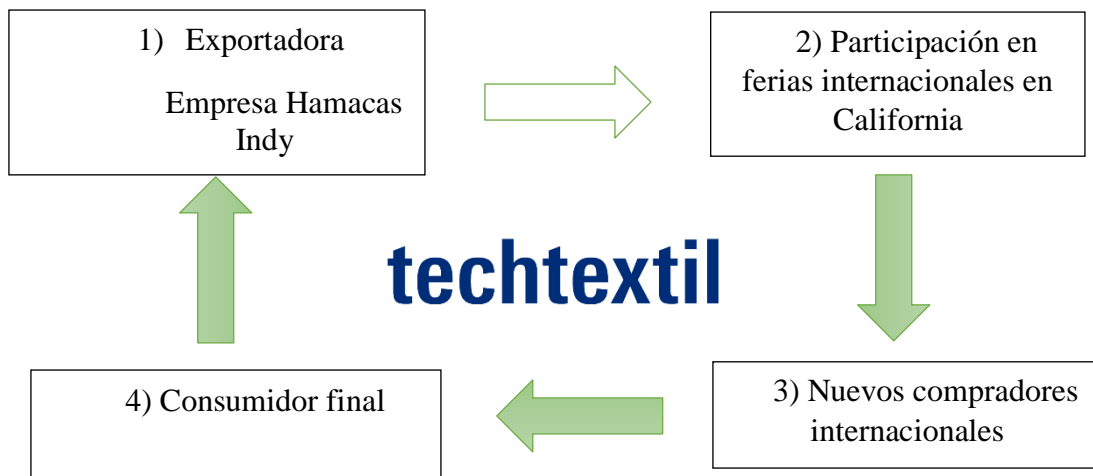 1) Exportadora
Empresa Hamacas
Indy
2) Participación en
ferias internacionales en
California
techtextil
3) Nuevos compradores
internacionales
4) Consumidor final